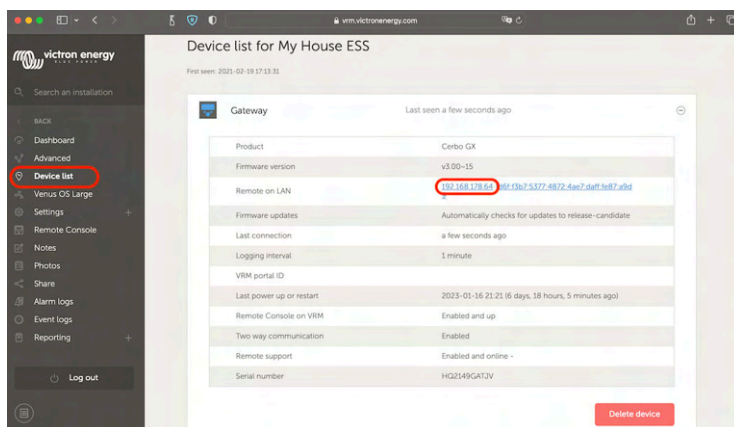 vrm.victronenergy.com
victron energy
BLUE POWER
Search an installation
BACK
Dashboard
Advanced
Device list
Venus OS Large
Settings
Remote Console
Notes
Photos
Share
Alarm logs
Event logs
Reporting
Log out
Device list for My House ESS
First seen: 2021-02-19 17:13:31
Gateway Last seen a few seconds ago
Product Cerbo GX
Firmware version v3.00~15
Remote on LAN 192.168.178.64
Firmware updates Automatically checks for updates to release-candidate
Last connection a few seconds ago
Logging interval 1 minute
VRM portal ID
Last power up or restart 2023-01-16 21:21 (6 days, 18 hours, 5 minutes ago)
Remote Console on VRM Enabled and up
Two way communication Enabled
Remote support Enabled and online -
Serial number HQ2149GATJV
Delete device